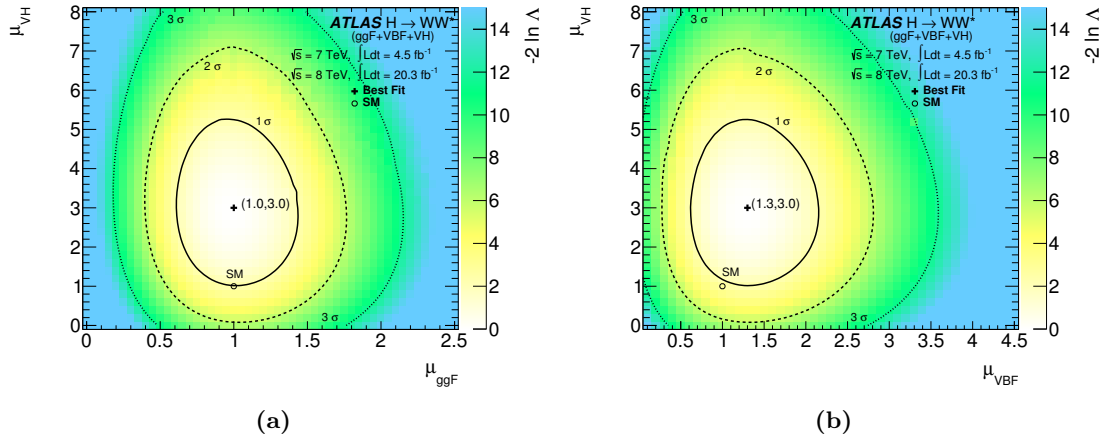 μ_VH
8
7
6
5
4
3
2
1
0
0 0.5 1 1.5 2 2.5
μ_ggF
3 σ
2 σ
1 σ
3 σ
ATLAS H → WW*
(ggF+VBF+VH)
√s = 7 TeV, ∫Ldt = 4.5 fb⁻¹
√s = 8 TeV, ∫Ldt = 20.3 fb⁻¹
Best Fit
SM
(1.0,3.0)
SM
14
12
10
8
6
4
2
0
-2 ln Λ
(a)
μ_VH
8
7
6
5
4
3
2
1
0
0.5 1 1.5 2 2.5 3 3.5 4 4.5
μ_VBF
3 σ
2 σ
1 σ
3 σ
ATLAS H → WW*
(ggF+VBF+VH)
√s = 7 TeV, ∫Ldt = 4.5 fb⁻¹
√s = 8 TeV, ∫Ldt = 20.3 fb⁻¹
Best Fit
SM
(1.3,3.0)
SM
14
12
10
8
6
4
2
0
-2 ln Λ
(b)